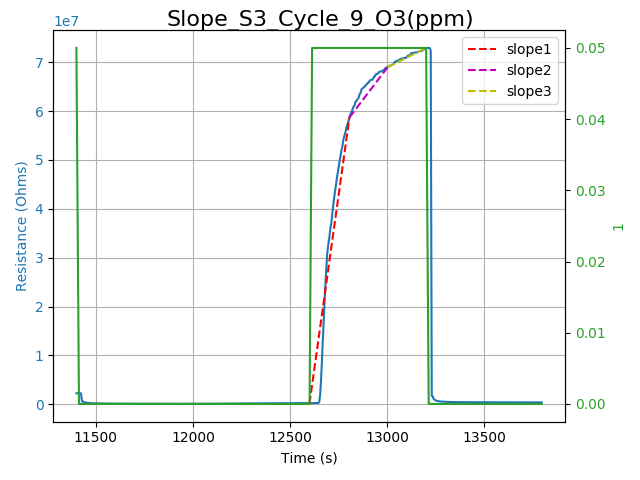 Slope_S3_Cycle_9_O3(ppm)
1e7
7
6
5
4
3
2
1
0
Resistance (Ohms)
0.05
0.04
0.03
0.02
0.01
0.00
1
slope1
slope2
slope3
11500 12000 12500 13000 13500
Time (s)